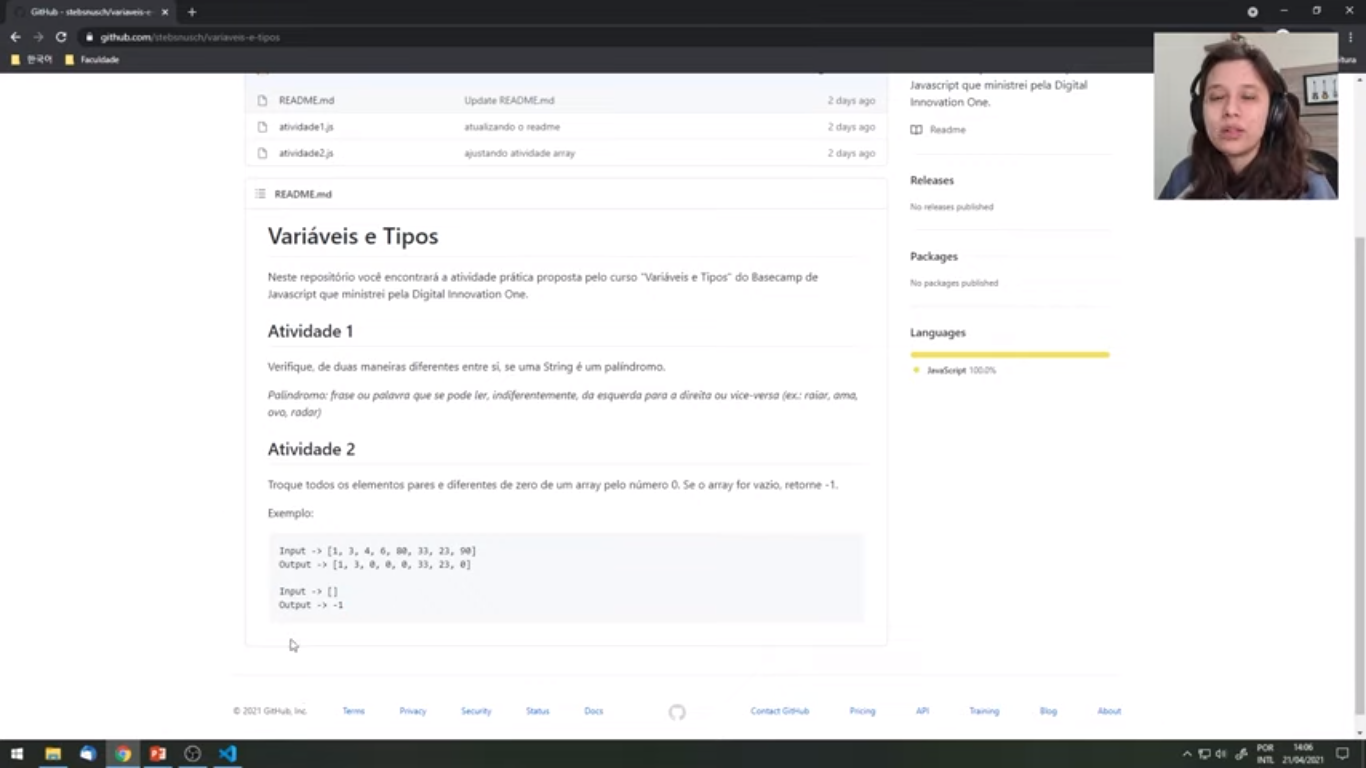 GitHub - stebsnusch/variaveis-e-
github.com/stebsnusch/variaveis-e-tipos
한국어
Faculdade
itura
README.md
Update README.md
2 days ago
atividade1.js
atualizando o readme
2 days ago
atividade2.js
ajustando atividade array
2 days ago
README.md
Variáveis e Tipos
Neste repositório você encontrará a atividade prática proposta pelo curso "Variáveis e Tipos" do Basecamp de
Javascript que ministrei pela Digital Innovation One.
Atividade 1
Verifique, de duas maneiras diferentes entre si, se uma String é um palíndromo.
Palíndromo: frase ou palavra que se pode ler, indiferentemente, da esquerda para a direita ou vice-versa (ex.: raiar, ama,
ovo, radar)
Atividade 2
Troque todos os elementos pares e diferentes de zero de um array pelo número 0. Se o array for vazio, retorne -1.
Exemplo:
Input -> [1, 3, 4, 6, 80, 33, 23, 90]
Output -> [1, 3, 0, 0, 0, 33, 23, 0]
Input -> []
Output -> -1
Javascript que ministrei pela Digital
Innovation One.
Readme
Releases
No releases published
Packages
No packages published
Languages
JavaScript 100.0%
© 2021 GitHub, Inc.
Terms
Privacy
Security
Status
Docs
Contact GitHub
Pricing
API
Training
Blog
About
POR
INTL
14:06
21/04/2021